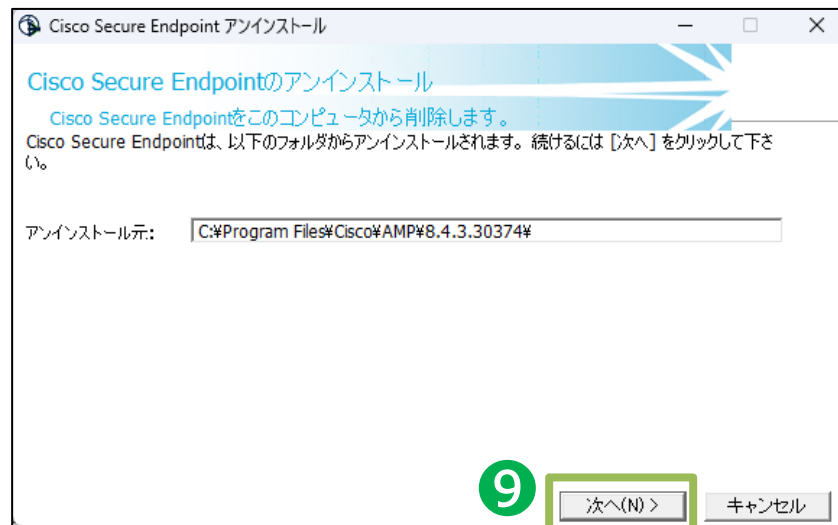 Cisco Secure Endpoint アンインストール
Cisco Secure Endpointのアンインストール
Cisco Secure Endpointをこのコンピュータから削除します。
Cisco Secure Endpointは、以下のフォルダからアンインストールされます。続けるには [次へ] をクリックして下さ
い。
アンインストール元: C:¥Program Files¥Cisco¥AMP¥8.4.3.30374¥
9 次へ(N) > キャンセル